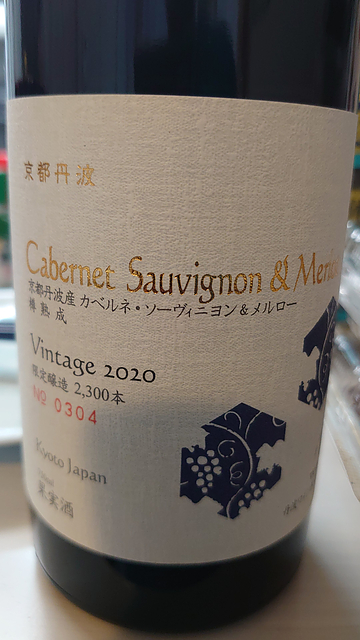 京都丹波
Cabernet Sauvignon & Merl
京都丹波産 カベルネ・ソーヴィニヨン&メルロー
樽熟成
Vintage 2020
限定醸造 2,300本
Nº 0304
Kyoto Japan
果実酒